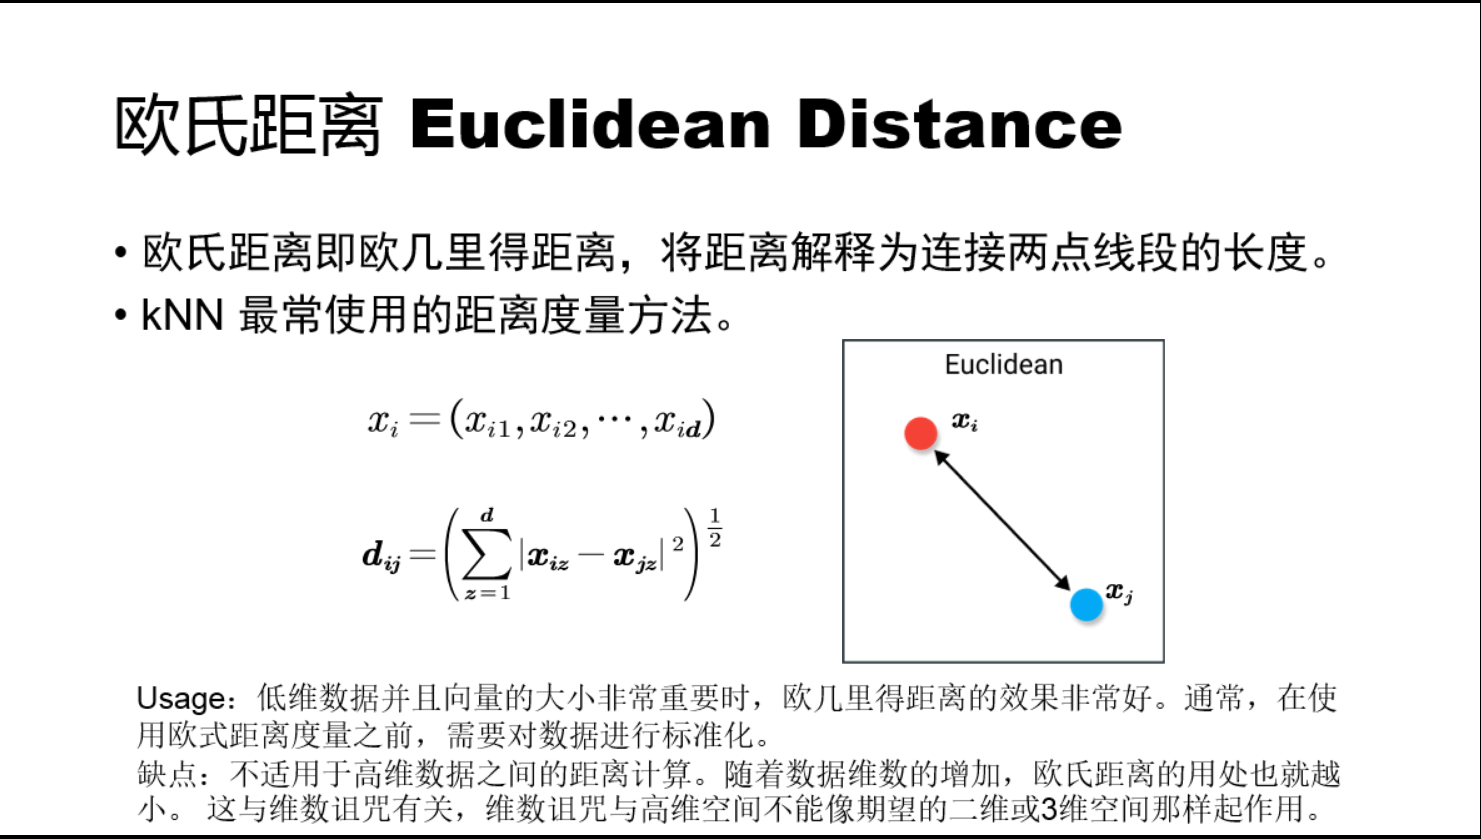 欧氏距离 Euclidean Distance
• 欧氏距离即欧几里得距离，将距离解释为连接两点线段的长度。
• kNN 最常使用的距离度量方法。
x_i = (x_{i1}, x_{i2}, ⋯, x_{id})
d_{ij} = (∑_{z=1}^{d} |x_{iz} − x_{jz}|^2)^{1/2}
Euclidean
x_i
x_j
Usage：低维数据并且向量的大小非常重要时，欧几里得距离的效果非常好。通常，在使
用欧式距离度量之前，需要对数据进行标准化。
缺点：不适用于高维数据之间的距离计算。随着数据维数的增加，欧氏距离的用处也就越
小。 这与维数诅咒有关，维数诅咒与高维空间不能像期望的二维或3维空间那样起作用。